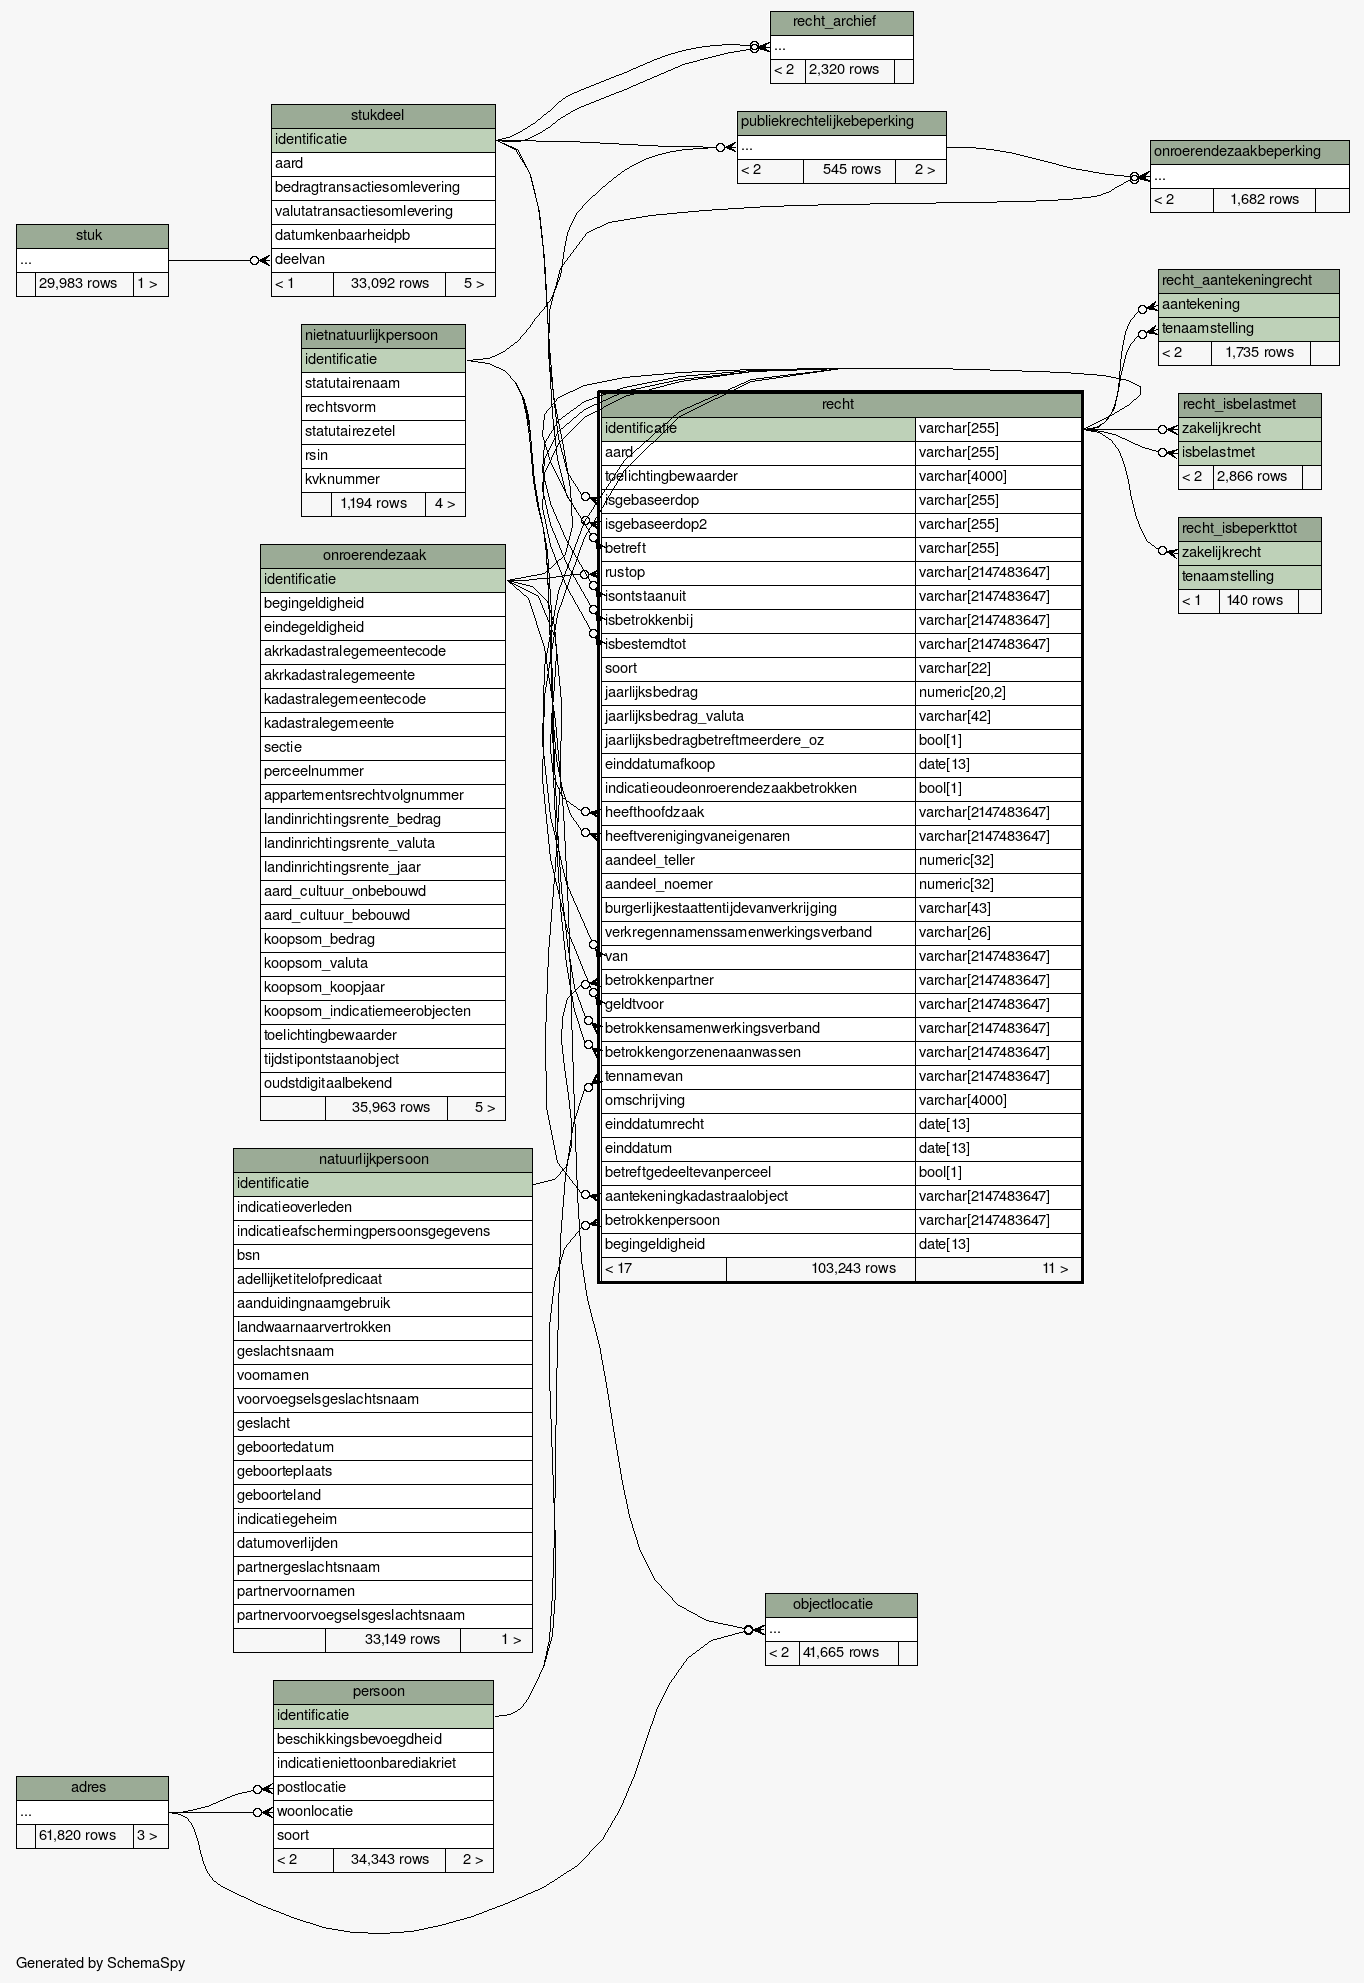 recht_archief
...
< 2 2,320 rows
stukdeel
identificatie
aard
bedragtransactiesomlevering
valutatransactiesomlevering
datumkenbaarheidpb
deelvan
< 1 33,092 rows 5 >
publiekrechtelijkebeperking
...
< 2 545 rows 2 >
onroerendezaakbeperking
...
< 2 1,682 rows
stuk
...
29,983 rows 1 >
recht_aantekeningrecht
aantekening
tenaamstelling
< 2 1,735 rows
nietnatuurlijkpersoon
identificatie
statutairenaam
rechtsvorm
statutairezetel
rsin
kvknummer
1,194 rows 4 >
recht
identificatie varchar[255]
aard varchar[255]
toelichtingbewaarder varchar[4000]
isgebaseerdop varchar[255]
isgebaseerdop2 varchar[255]
betreft varchar[255]
rustop varchar[2147483647]
isontstaanuit varchar[2147483647]
isbetrokkenbij varchar[2147483647]
isbestemdtot varchar[2147483647]
soort varchar[22]
jaarlijksbedrag numeric[20,2]
jaarlijksbedrag_valuta varchar[42]
jaarlijksbedragbetreftmeerdere_oz bool[1]
einddatumafkoop date[13]
indicatieoudeonroerendezaakbetrokken bool[1]
heefthoofdzaak varchar[2147483647]
heeftverenigingvaneigenaren varchar[2147483647]
aandeel_teller numeric[32]
aandeel_noemer numeric[32]
burgerlijkestaattentijdevanverkrijging varchar[43]
verkregennamenssamenwerkingsverband varchar[26]
van varchar[2147483647]
betrokkenpartner varchar[2147483647]
geldtvoor varchar[2147483647]
betrokkensamenwerkingsverband varchar[2147483647]
betrokkengorzenenaanwassen varchar[2147483647]
tennamevan varchar[2147483647]
omschrijving varchar[4000]
einddatumrecht date[13]
einddatum date[13]
betreftgedeeltevanperceel bool[1]
aantekeningkadastraalobject varchar[2147483647]
betrokkenpersoon varchar[2147483647]
begingeldigheid date[13]
< 17 103,243 rows 11 >
recht_isbelastmet
zakelijkrecht
isbelastmet
< 2 2,866 rows
recht_isbeperkttot
zakelijkrecht
tenaamstelling
< 1 140 rows
onroerendezaak
identificatie
begingeldigheid
eindegeldigheid
akrkadastralegemeentecode
akrkadastralegemeente
kadastralegemeentecode
kadastralegemeente
sectie
perceelnummer
appartementsrechtvolgnummer
landinrichtingsrente_bedrag
landinrichtingsrente_valuta
landinrichtingsrente_jaar
aard_cultuur_onbebouwd
aard_cultuur_bebouwd
koopsom_bedrag
koopsom_valuta
koopsom_koopjaar
koopsom_indicatiemeerobjecten
toelichtingbewaarder
tijdstipontstaanobject
oudstdigitaalbekend
35,963 rows 5 >
natuurlijkpersoon
identificatie
indicatieoverleden
indicatieafschermingpersoonsgegevens
bsn
adellijketitelofpredicaat
aanduidingnaamgebruik
landwaarnaarvertrokken
geslachtsnaam
voornamen
voorvoegselsgeslachtsnaam
geslacht
geboortedatum
geboorteplaats
geboorteland
indicatiegeheim
datumoverlijden
partnergeslachtsnaam
partnervoornamen
partnervoorvoegselsgeslachtsnaam
33,149 rows 1 >
objectlocatie
...
< 2 41,665 rows
persoon
identificatie
beschikkingsbevoegdheid
indicatieniettoonbarediakriet
postlocatie
woonlocatie
soort
< 2 34,343 rows 2 >
adres
...
61,820 rows 3 >
Generated by SchemaSpy